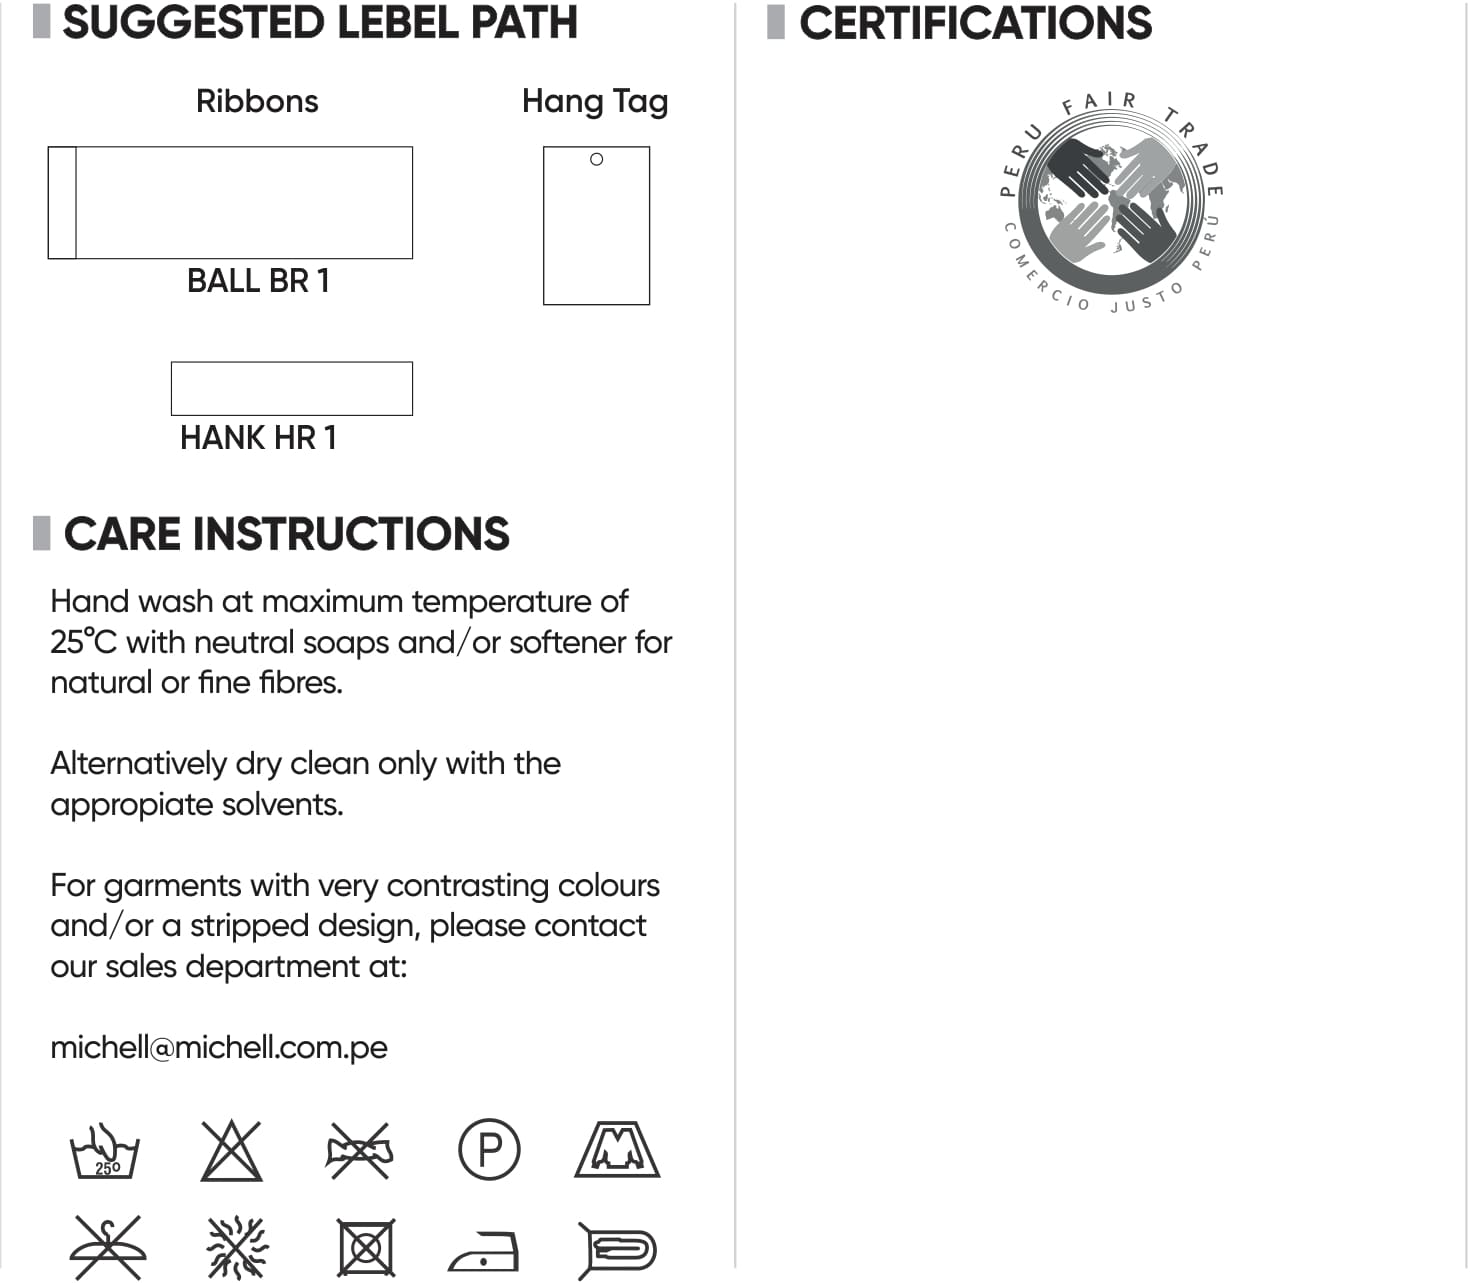 SUGGESTED LEBEL PATH
Ribbons
Hang Tag
BALL BR 1
HANK HR 1
CARE INSTRUCTIONS
Hand wash at maximum temperature of
25°C with neutral soaps and/or softener for
natural or fine fibres.
Alternatively dry clean only with the
appropiate solvents.
For garments with very contrasting colours
and/or a stripped design, please contact
our sales department at:
michell@michell.com.pe
25º
P
CERTIFICATIONS
PERU FAIR TRADE
COMERCIO JUSTO PERÚ